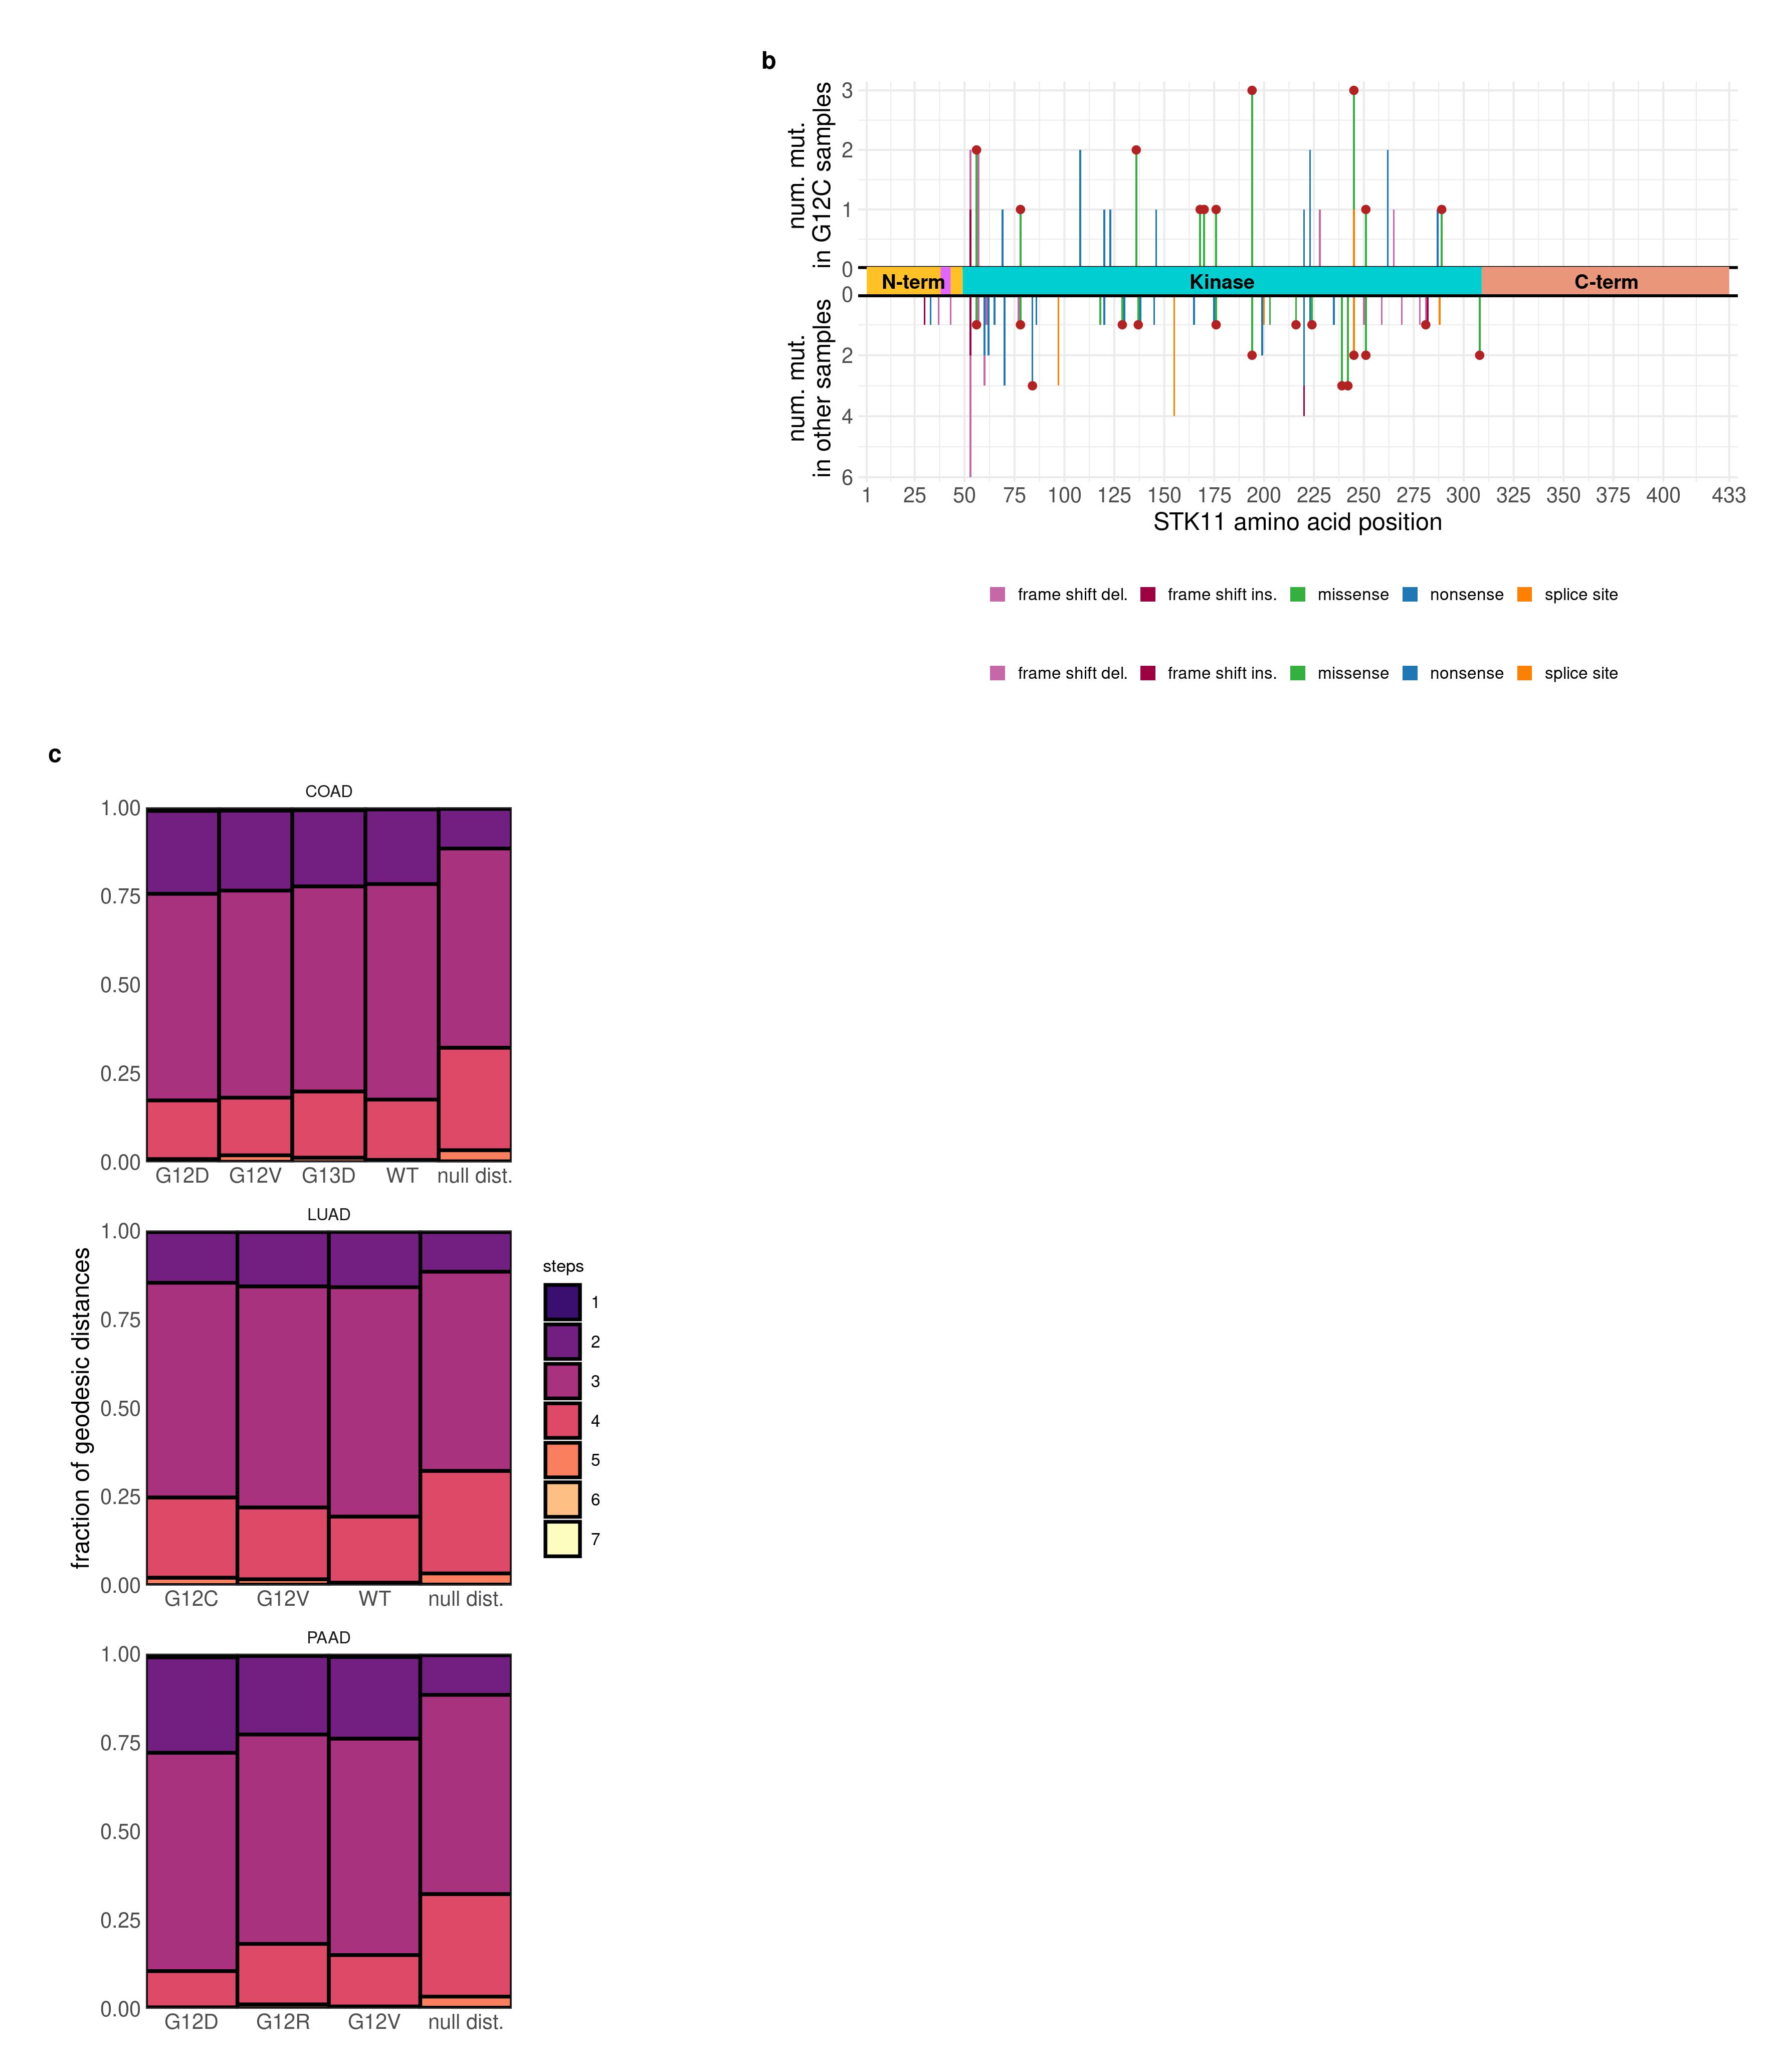 b
num. mut.
in G12C samples
3
2
1
0
N-term
Kinase
C-term
num. mut.
in other samples
0
2
4
6
1 25 50 75 100 125 150 175 200 225 250 275 300 325 350 375 400 433
STK11 amino acid position
frame shift del. frame shift ins. missense nonsense splice site
frame shift del. frame shift ins. missense nonsense splice site
c
COAD
1.00
0.75
0.50
0.25
0.00
G12D G12V G13D WT null dist.
fraction of geodesic distances
LUAD
1.00
0.75
0.50
0.25
0.00
G12C G12V WT null dist.
steps
1
2
3
4
5
6
7
PAAD
1.00
0.75
0.50
0.25
0.00
G12D G12R G12V null dist.